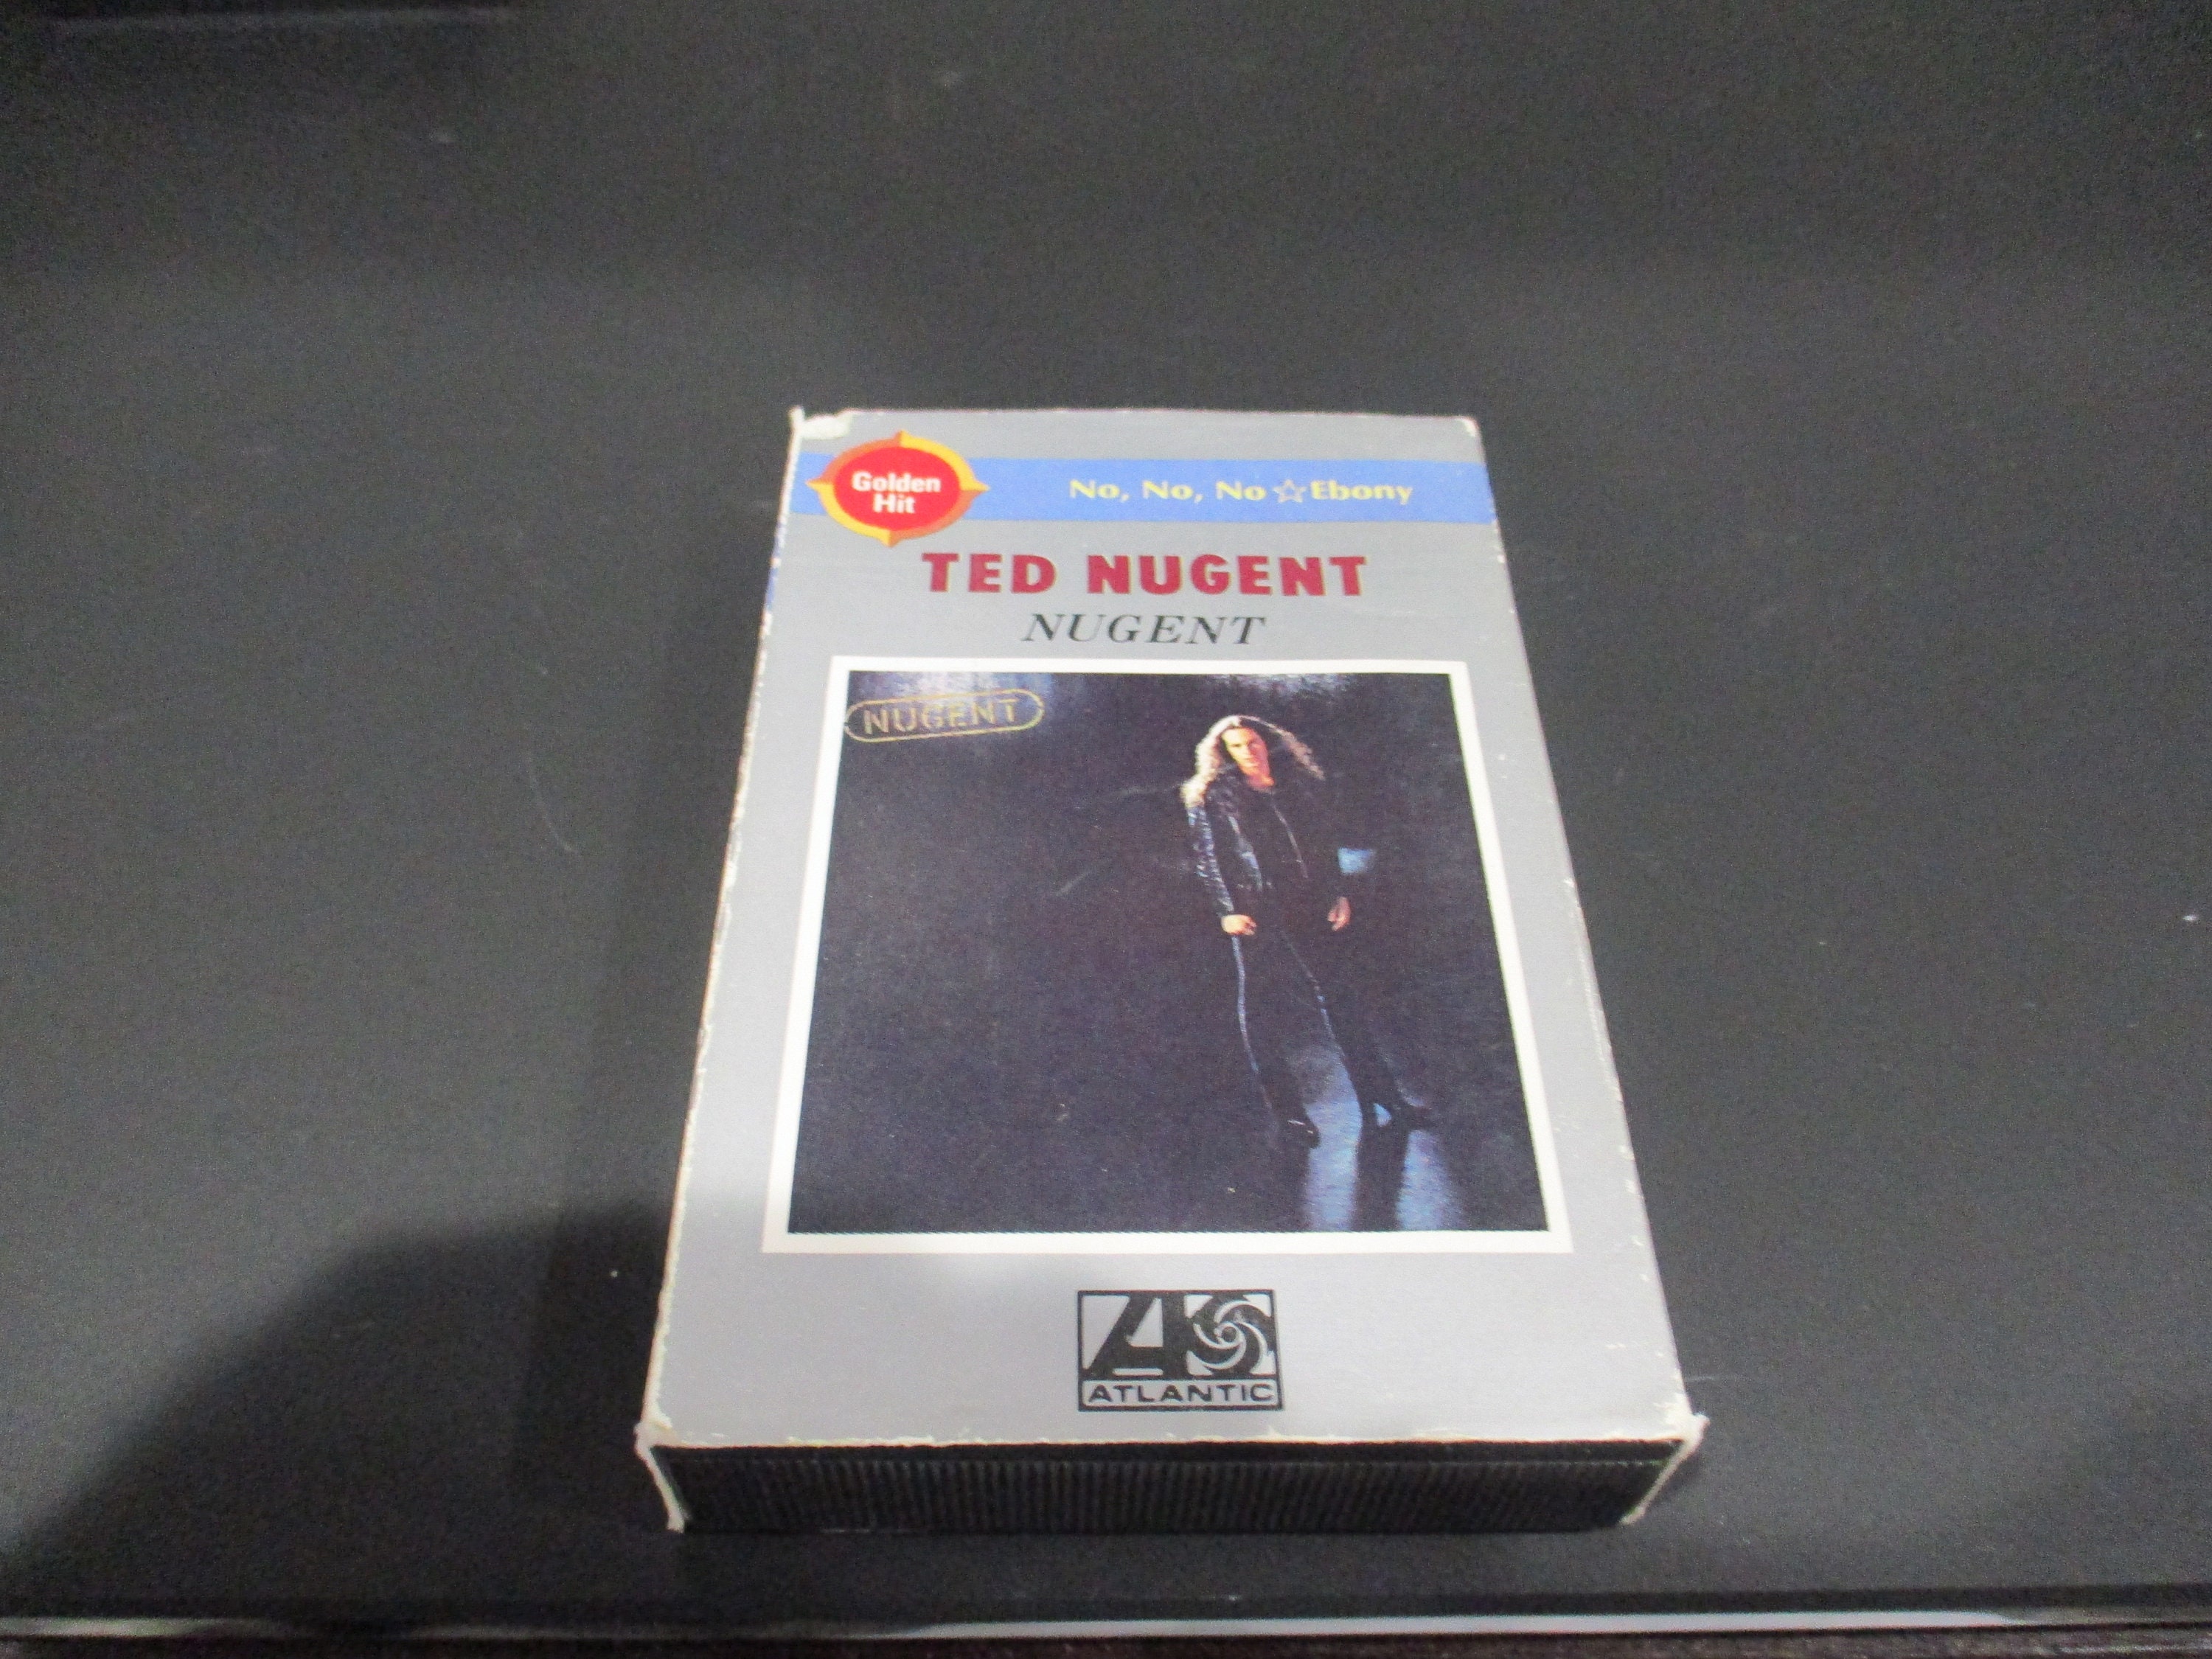 Golden
Hit
No, No, No☆Ebony
TED NUGENT
NUGENT
NUGENT
ATLANTIC